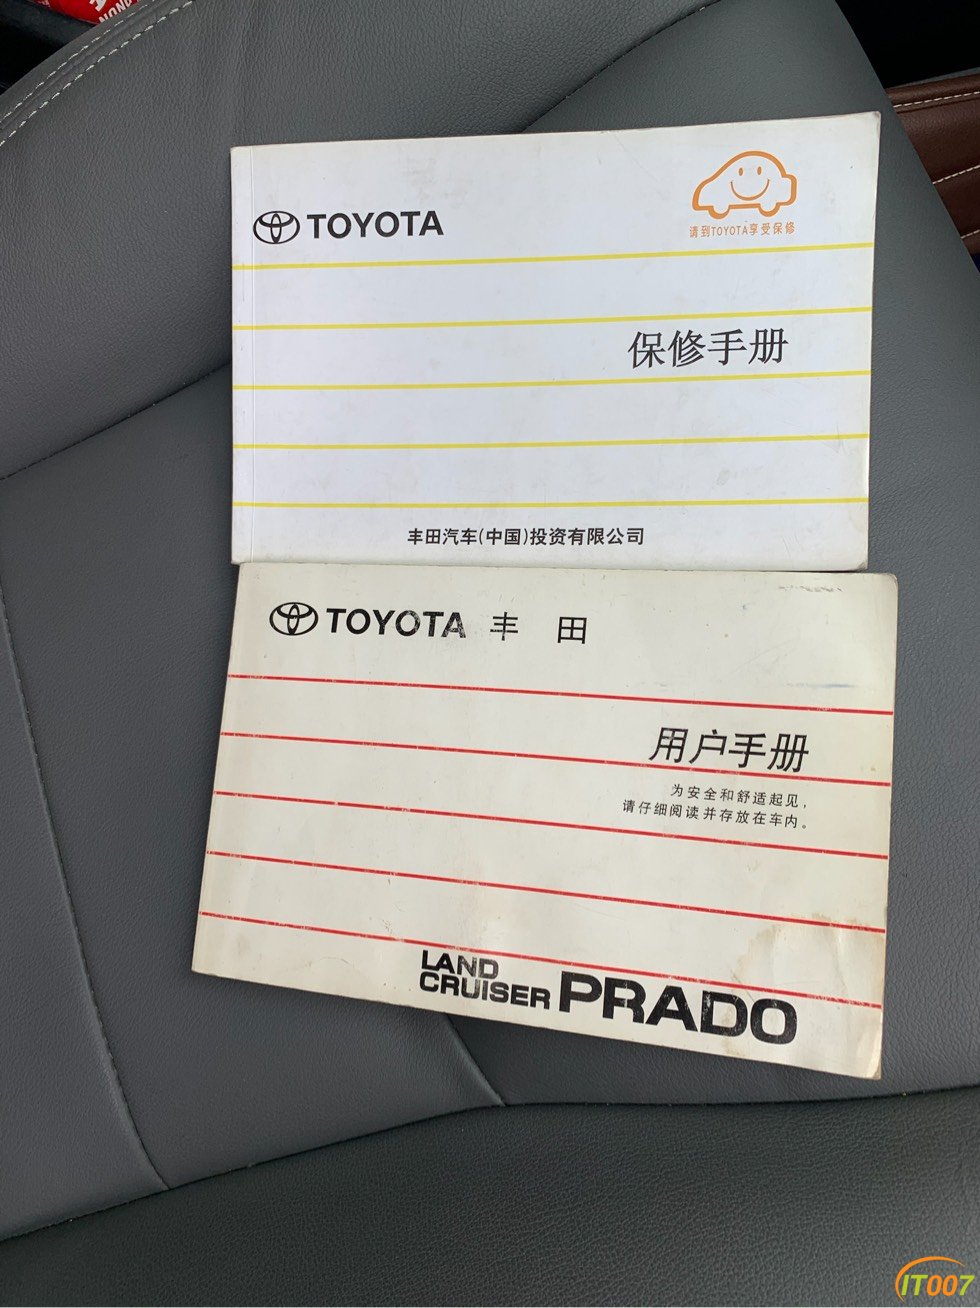 TOYOTA
请到TOYOTA享受保修
保修手册
丰田汽车(中国)投资有限公司
TOYOTA 丰 田
用户手册
为安全和舒适起见，
请仔细阅读并存放在车内。
LAND
CRUISER PRADO
IT007